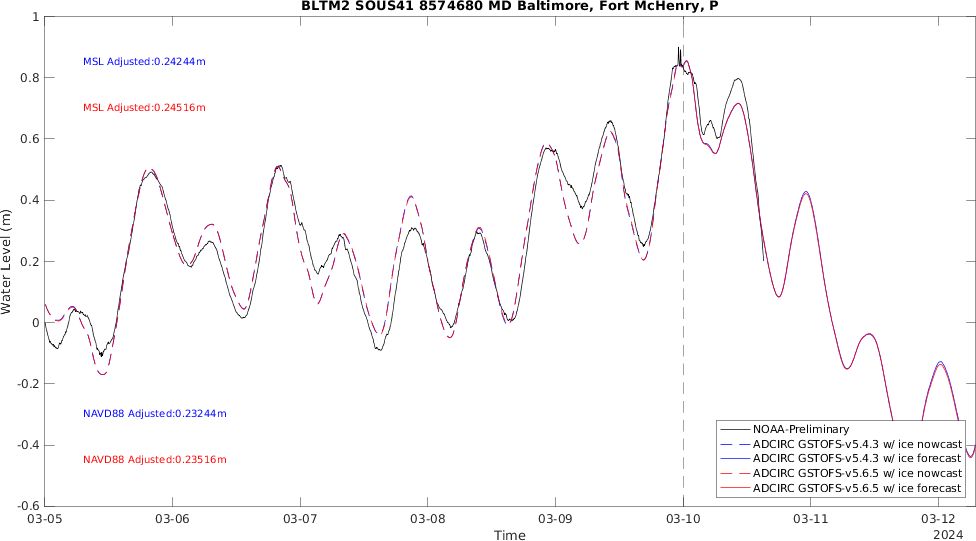 BLTM2 SOUS41 8574680 MD Baltimore, Fort McHenry, P
1
0.8
0.6
0.4
0.2
0
-0.2
-0.4
-0.6
Water Level (m)
MSL Adjusted:0.24244m
MSL Adjusted:0.24516m
NAVD88 Adjusted:0.23244m
NAVD88 Adjusted:0.23516m
NOAA-Preliminary
ADCIRC GSTOFS-v5.4.3 w/ ice nowcast
ADCIRC GSTOFS-v5.4.3 w/ ice forecast
ADCIRC GSTOFS-v5.6.5 w/ ice nowcast
ADCIRC GSTOFS-v5.6.5 w/ ice forecast
03-05 03-06 03-07 03-08 03-09 03-10 03-11 03-12
Time
2024